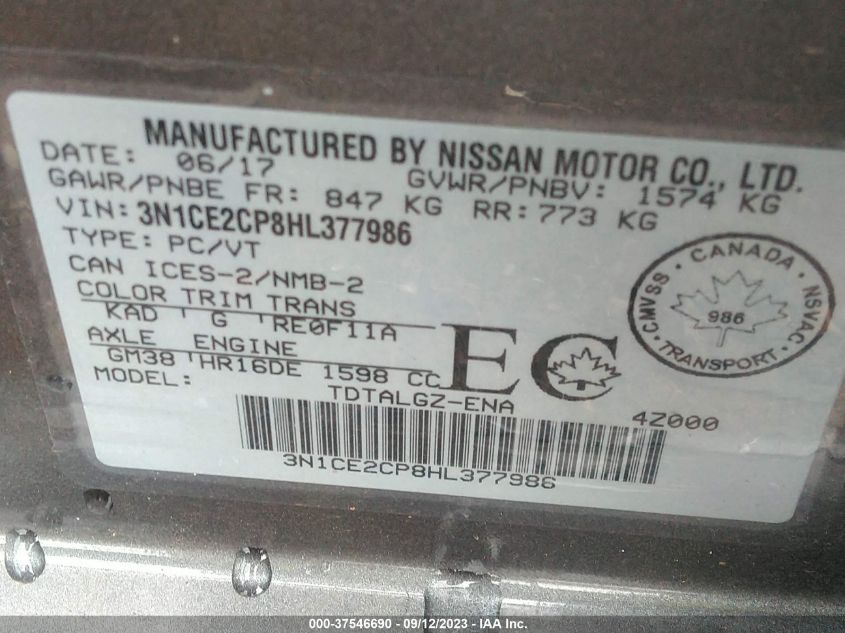 MANUFACTURED BY NISSAN MOTOR CO., LTD.
DATE: 06/17 GVWR/PNBV: 1574 KG
GAWR/PNBE FR: 847 KG RR: 773 KG
VIN: 3N1CE2CP8HL377986
TYPE: PC/VT
CAN ICES-2/NMB-2
COLOR TRIM TRANS
KAD G RE0F11A
AXLE ENGINE
GM38 HR16DE 1598 CC
MODEL: TDTALGZ-ENA
EC
CANADA
CMVSS NSVAC
986
TRANSPORT
4Z000
3N1CE2CP8HL377986
000-37546690 - 09/12/2023 - IAA Inc.